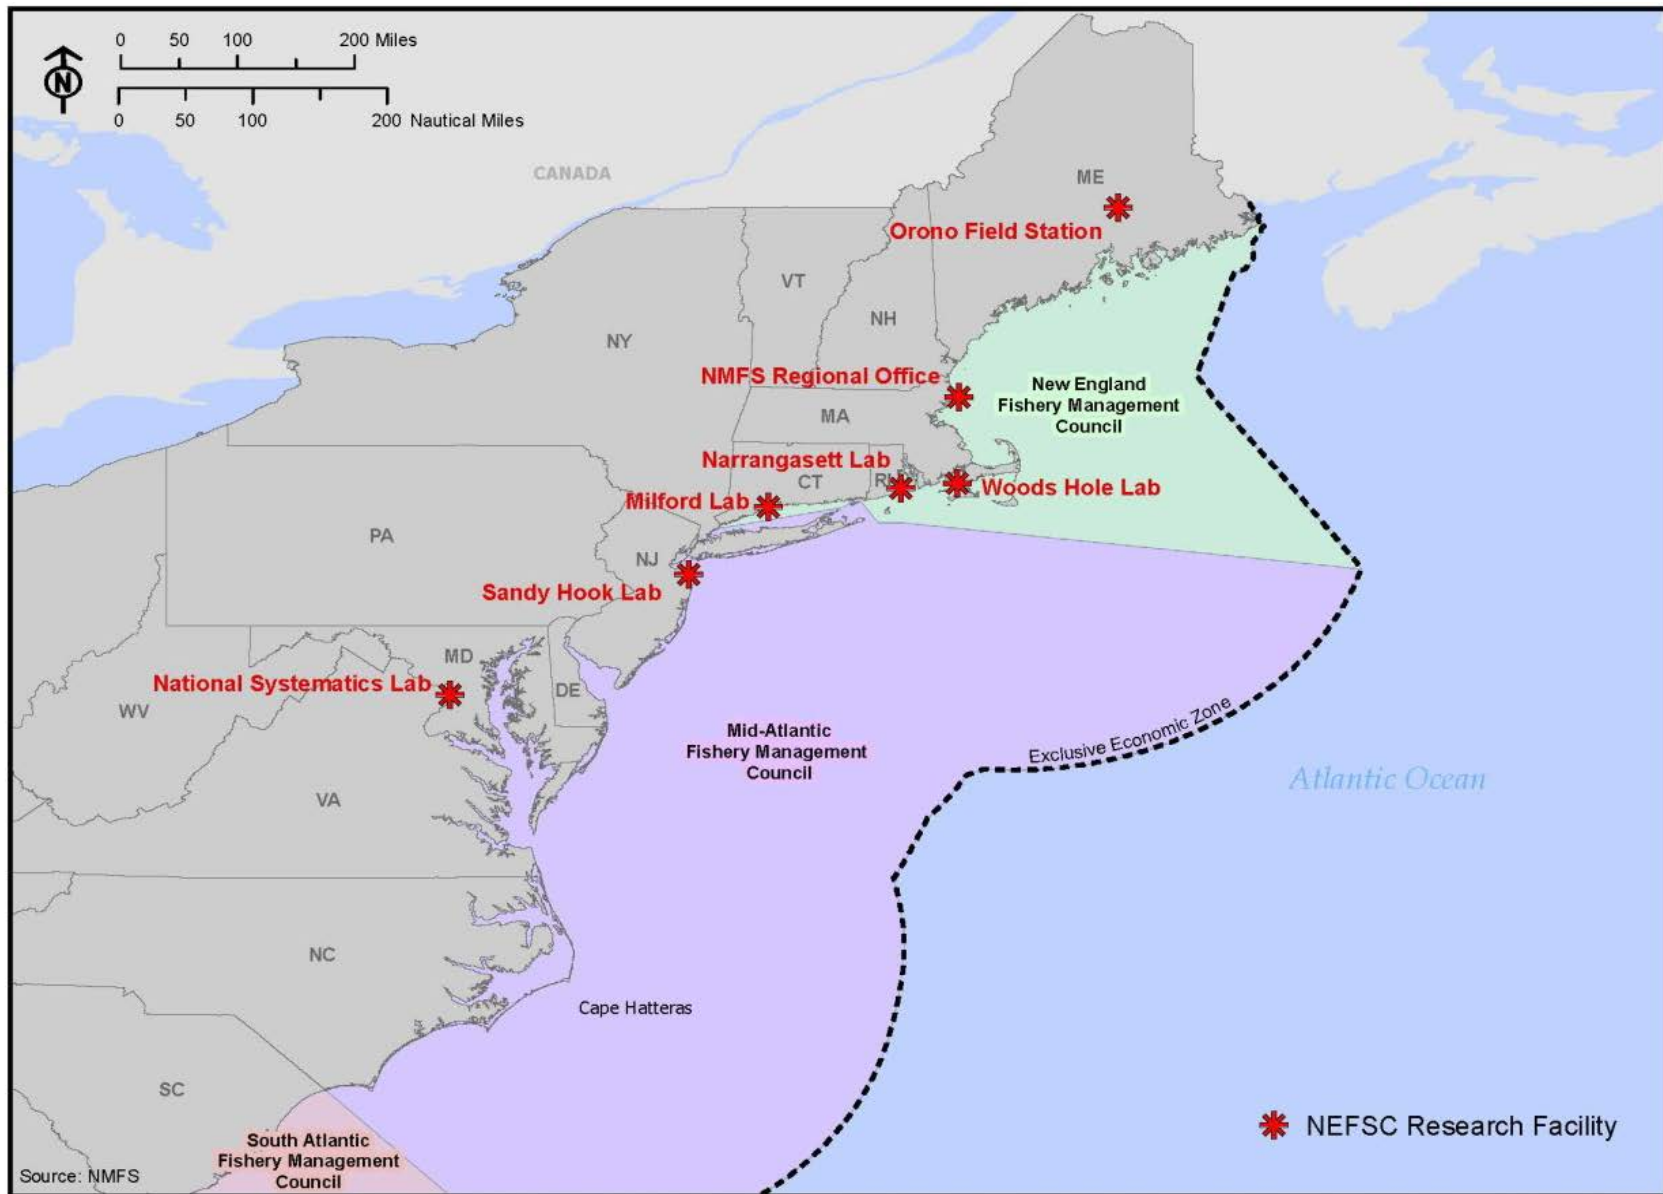 0 50 100 200 Miles
N
0 50 100 200 Nautical Miles
CANADA
ME
Orono Field Station
VT
NH
NY
NMFS Regional Office
New England
Fishery Management
Council
MA
Narrangasett Lab
CT
RI
Woods Hole Lab
Milford Lab
PA
NJ
Sandy Hook Lab
MD
National Systematics Lab
DE
WV
Mid-Atlantic
Fishery Management
Council
Exclusive Economic Zone
Atlantic Ocean
VA
NC
Cape Hatteras
SC
South Atlantic
Fishery Management
Council
NEFSC Research Facility
Source: NMFS